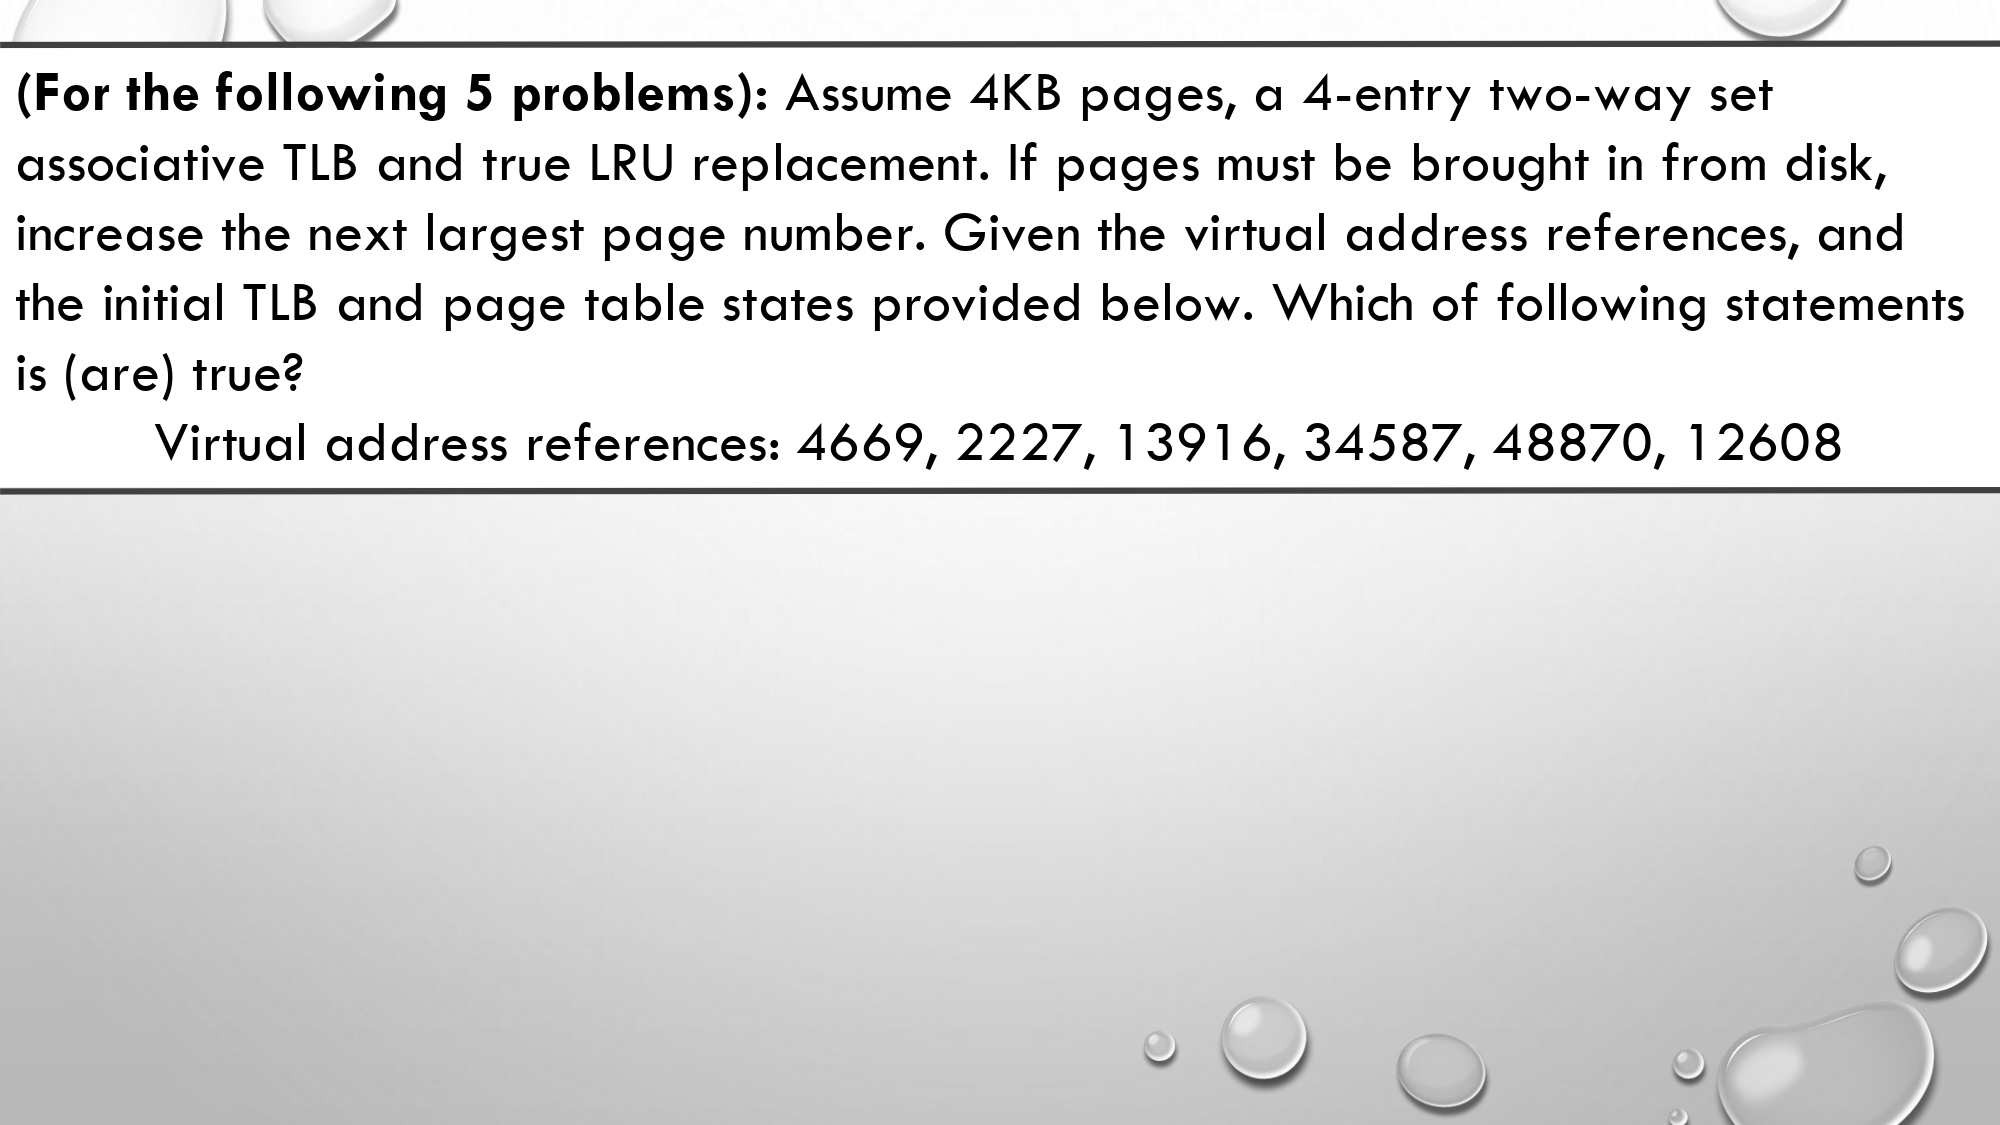 (For the following 5 problems): Assume 4KB pages, a 4-entry two-way set
associative TLB and true LRU replacement. If pages must be brought in from disk,
increase the next largest page number. Given the virtual address references, and
the initial TLB and page table states provided below. Which of following statements
is (are) true?
Virtual address references: 4669, 2227, 13916, 34587, 48870, 12608